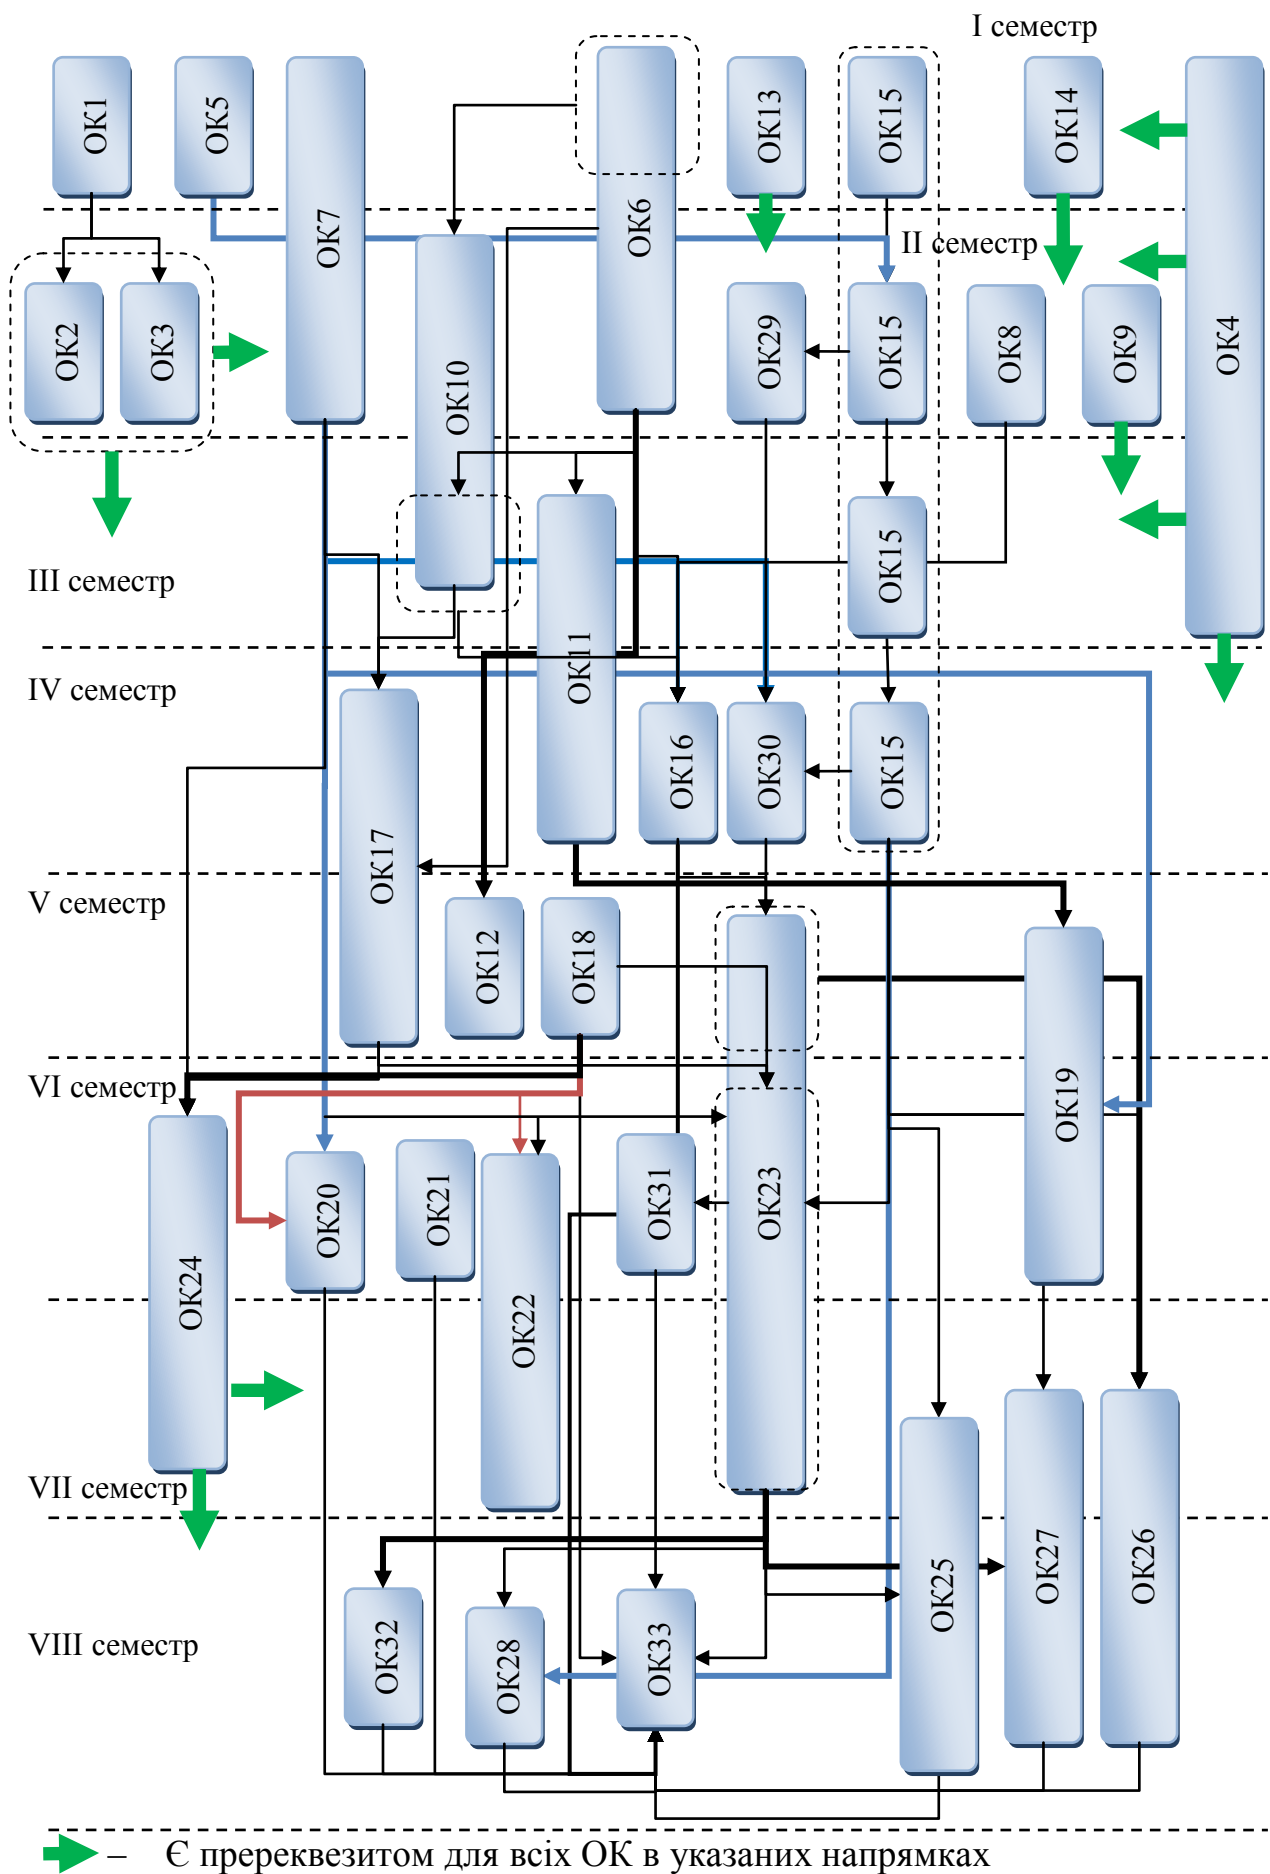 I семестр
ОК1
ОК5
ОК7
ОК6
ОК13
ОК15
ОК14
ОК4
II семестр
ОК2
ОК3
ОК10
ОК29
ОК15
ОК8
ОК9
III семестр
ОК11
ОК15
IV семестр
ОК17
ОК16
ОК30
ОК15
V семестр
ОК12
ОК18
ОК19
VI семестр
ОК24
ОК20
ОК21
ОК22
ОК31
ОК23
VII семестр
ОК25
ОК27
ОК26
VIII семестр
ОК32
ОК28
ОК33
– Є пререквезитом для всіх ОК в указаних напрямках